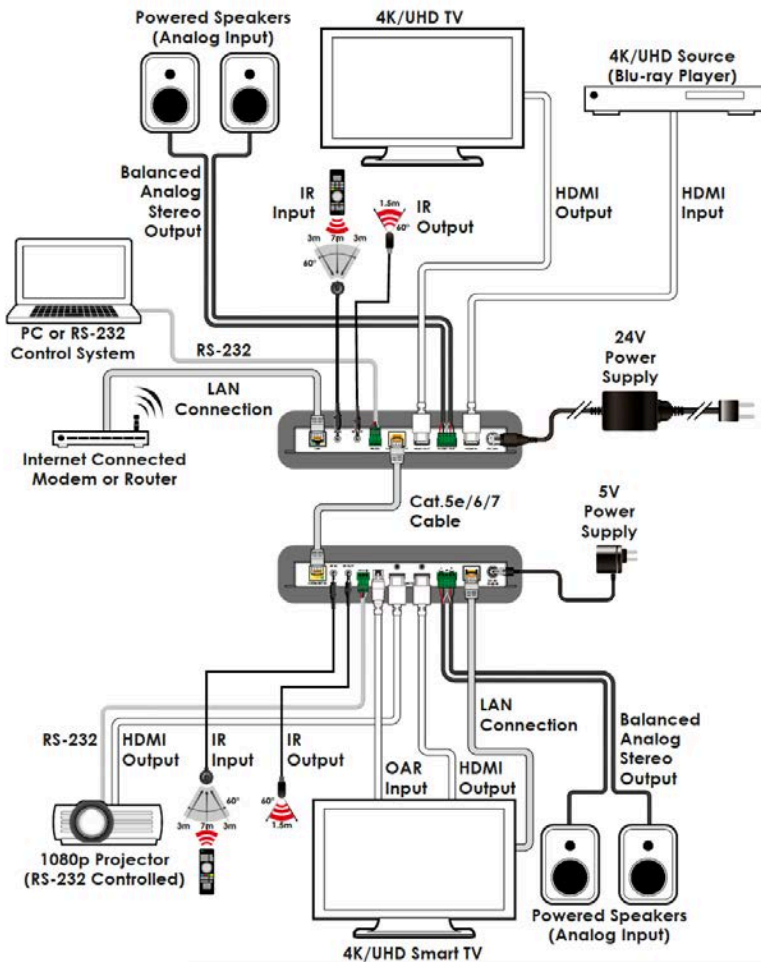 Powered Speakers
(Analog Input)
4K/UHD TV
4K/UHD Source
(Blu-ray Player)
Balanced
Analog
Stereo
Output
IR
Input
3m 7m 3m
60°
1.5m
60°
IR
Output
HDMI
Output
HDMI
Input
PC or RS-232
Control System
RS-232
24V
Power
Supply
LAN
Connection
Internet Connected
Modem or Router
Cat.5e/6/7
Cable
5V
Power
Supply
RS-232
HDMI
Output
IR
Input
IR
Output
OAR
Input
HDMI
Output
LAN
Connection
Balanced
Analog
Stereo
Output
60°
3m 7m 3m
60°
1.5m
1080p Projector
(RS-232 Controlled)
4K/UHD Smart TV
Powered Speakers
(Analog Input)